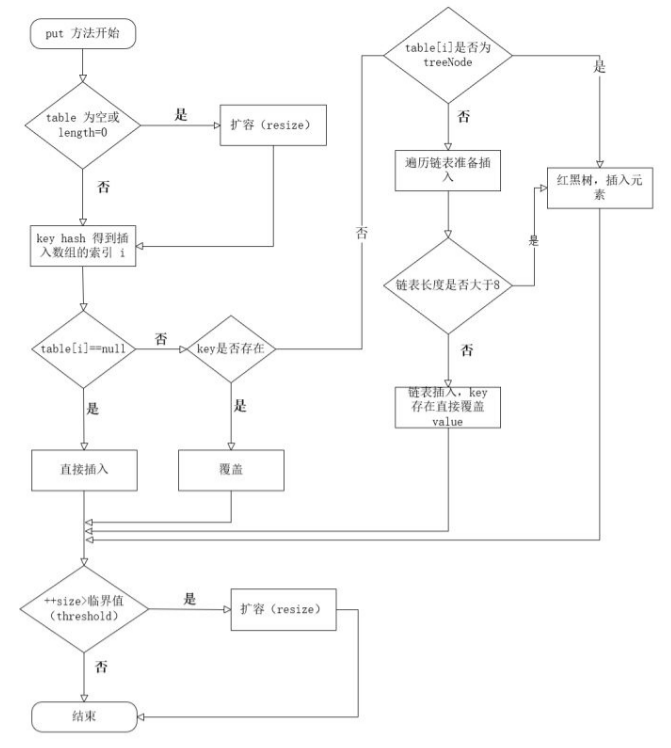 put 方法开始
table 为空或
length=0
是
扩容（resize）
否
key hash 得到插
入数组的索引 i
table[i]==null
否
key是否存在
是
直接插入
是
覆盖
否
table[i]是否为
treeNode
是
否
遍历链表准备插
入
红黑树，插入元
素
链表长度是否大于8
是
否
链表插入，key
存在直接覆盖
value
++size>临界值
（threshold）
是
扩容（resize）
否
结束